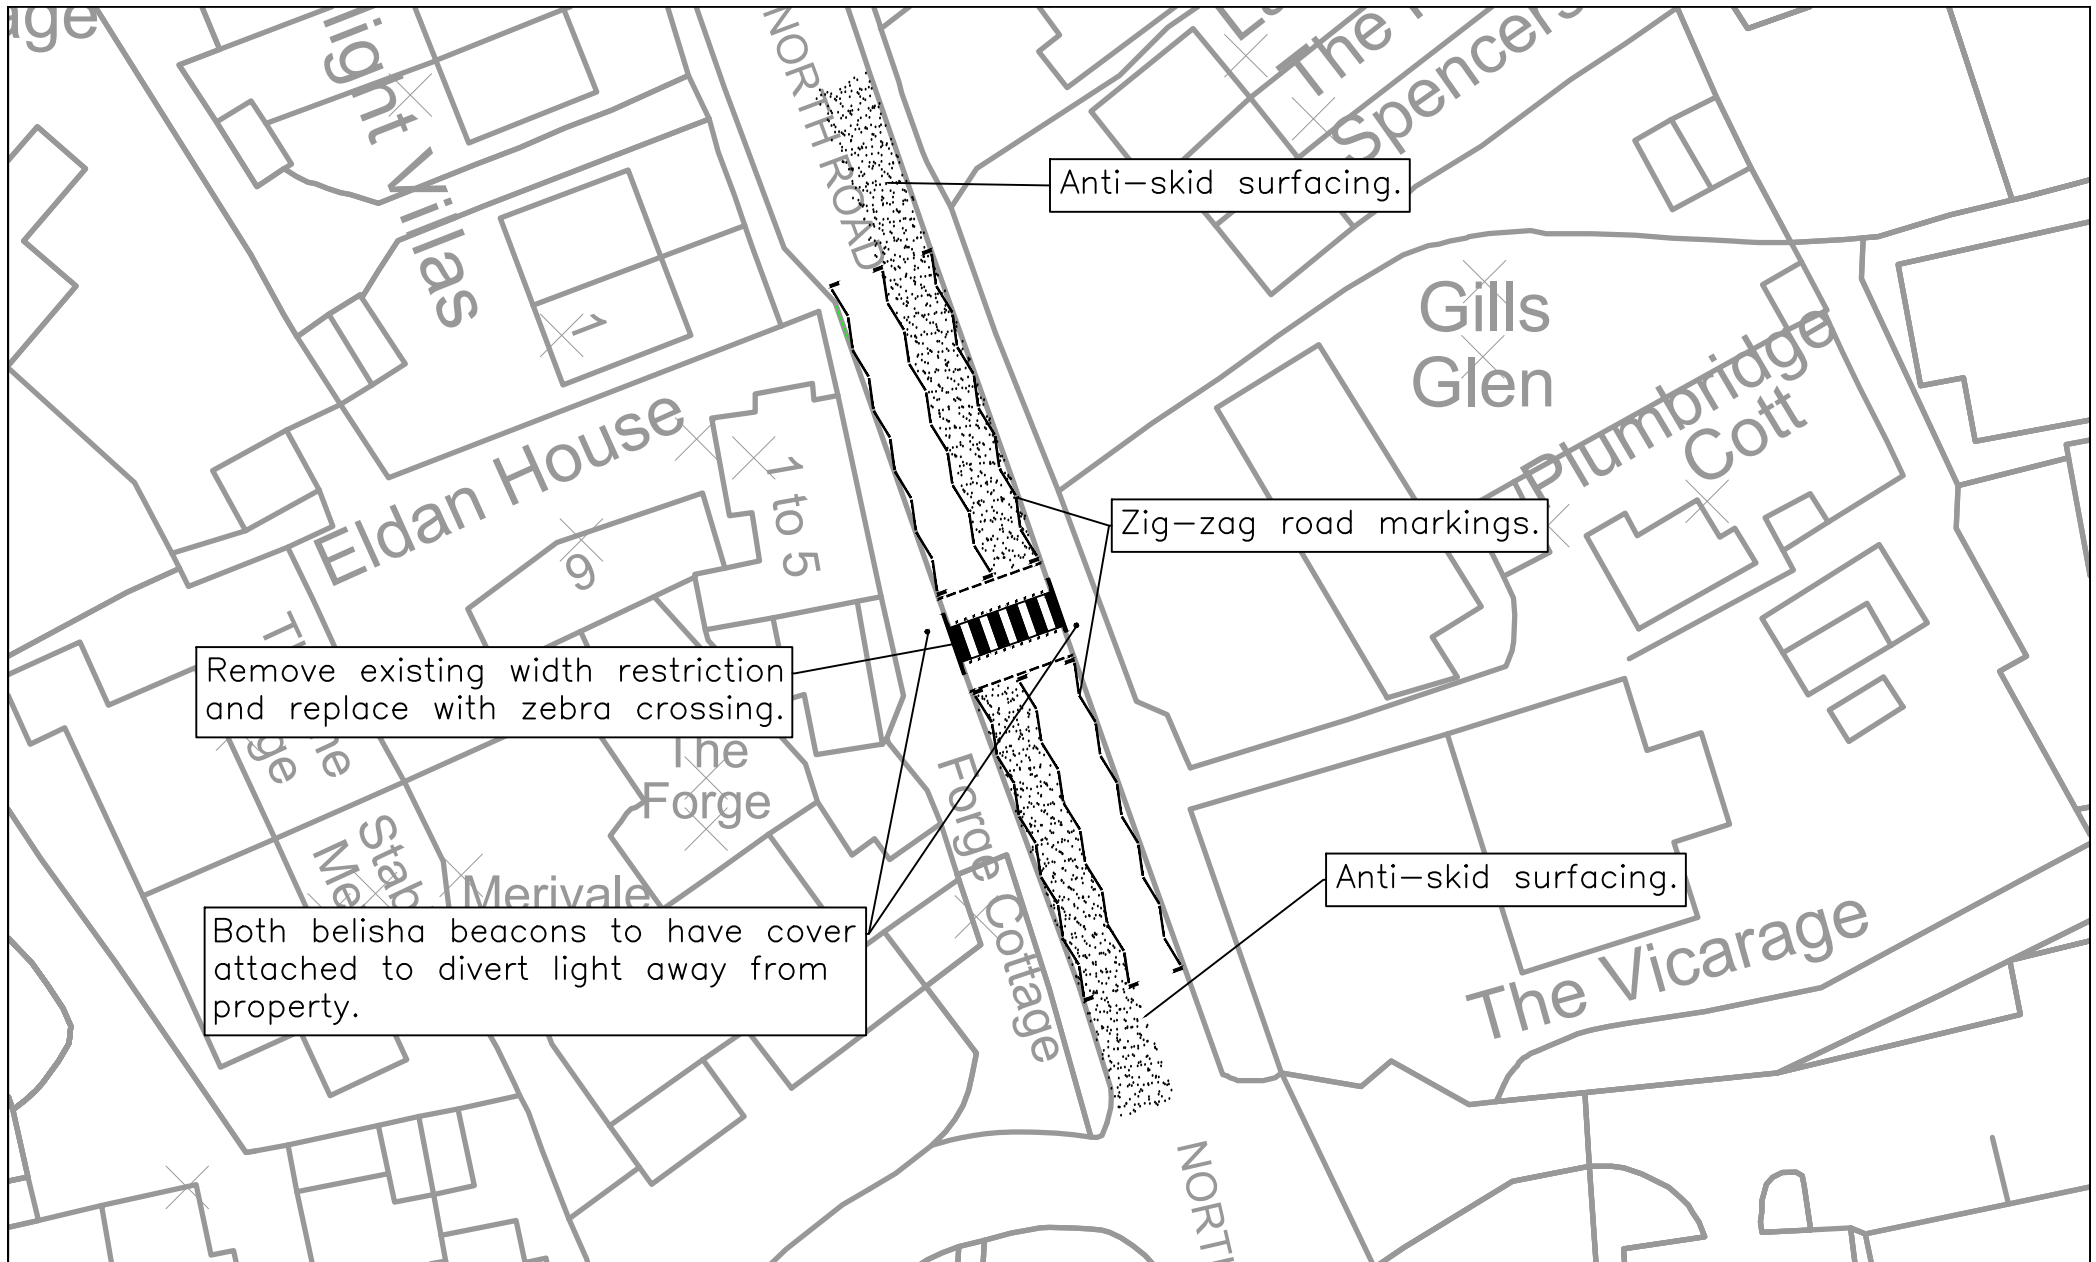 NORTH ROAD
The
Spencers
Anti-skid surfacing.
1
Gills
Glen
Plumbridge
Cott
Eldan House
1 to 5
9
Zig-zag road markings.
Remove existing width restriction
and replace with zebra crossing.
The
Forge
Forge Cottage
Merivale
Both belisha beacons to have cover
attached to divert light away from
property.
Anti-skid surfacing.
The Vicarage